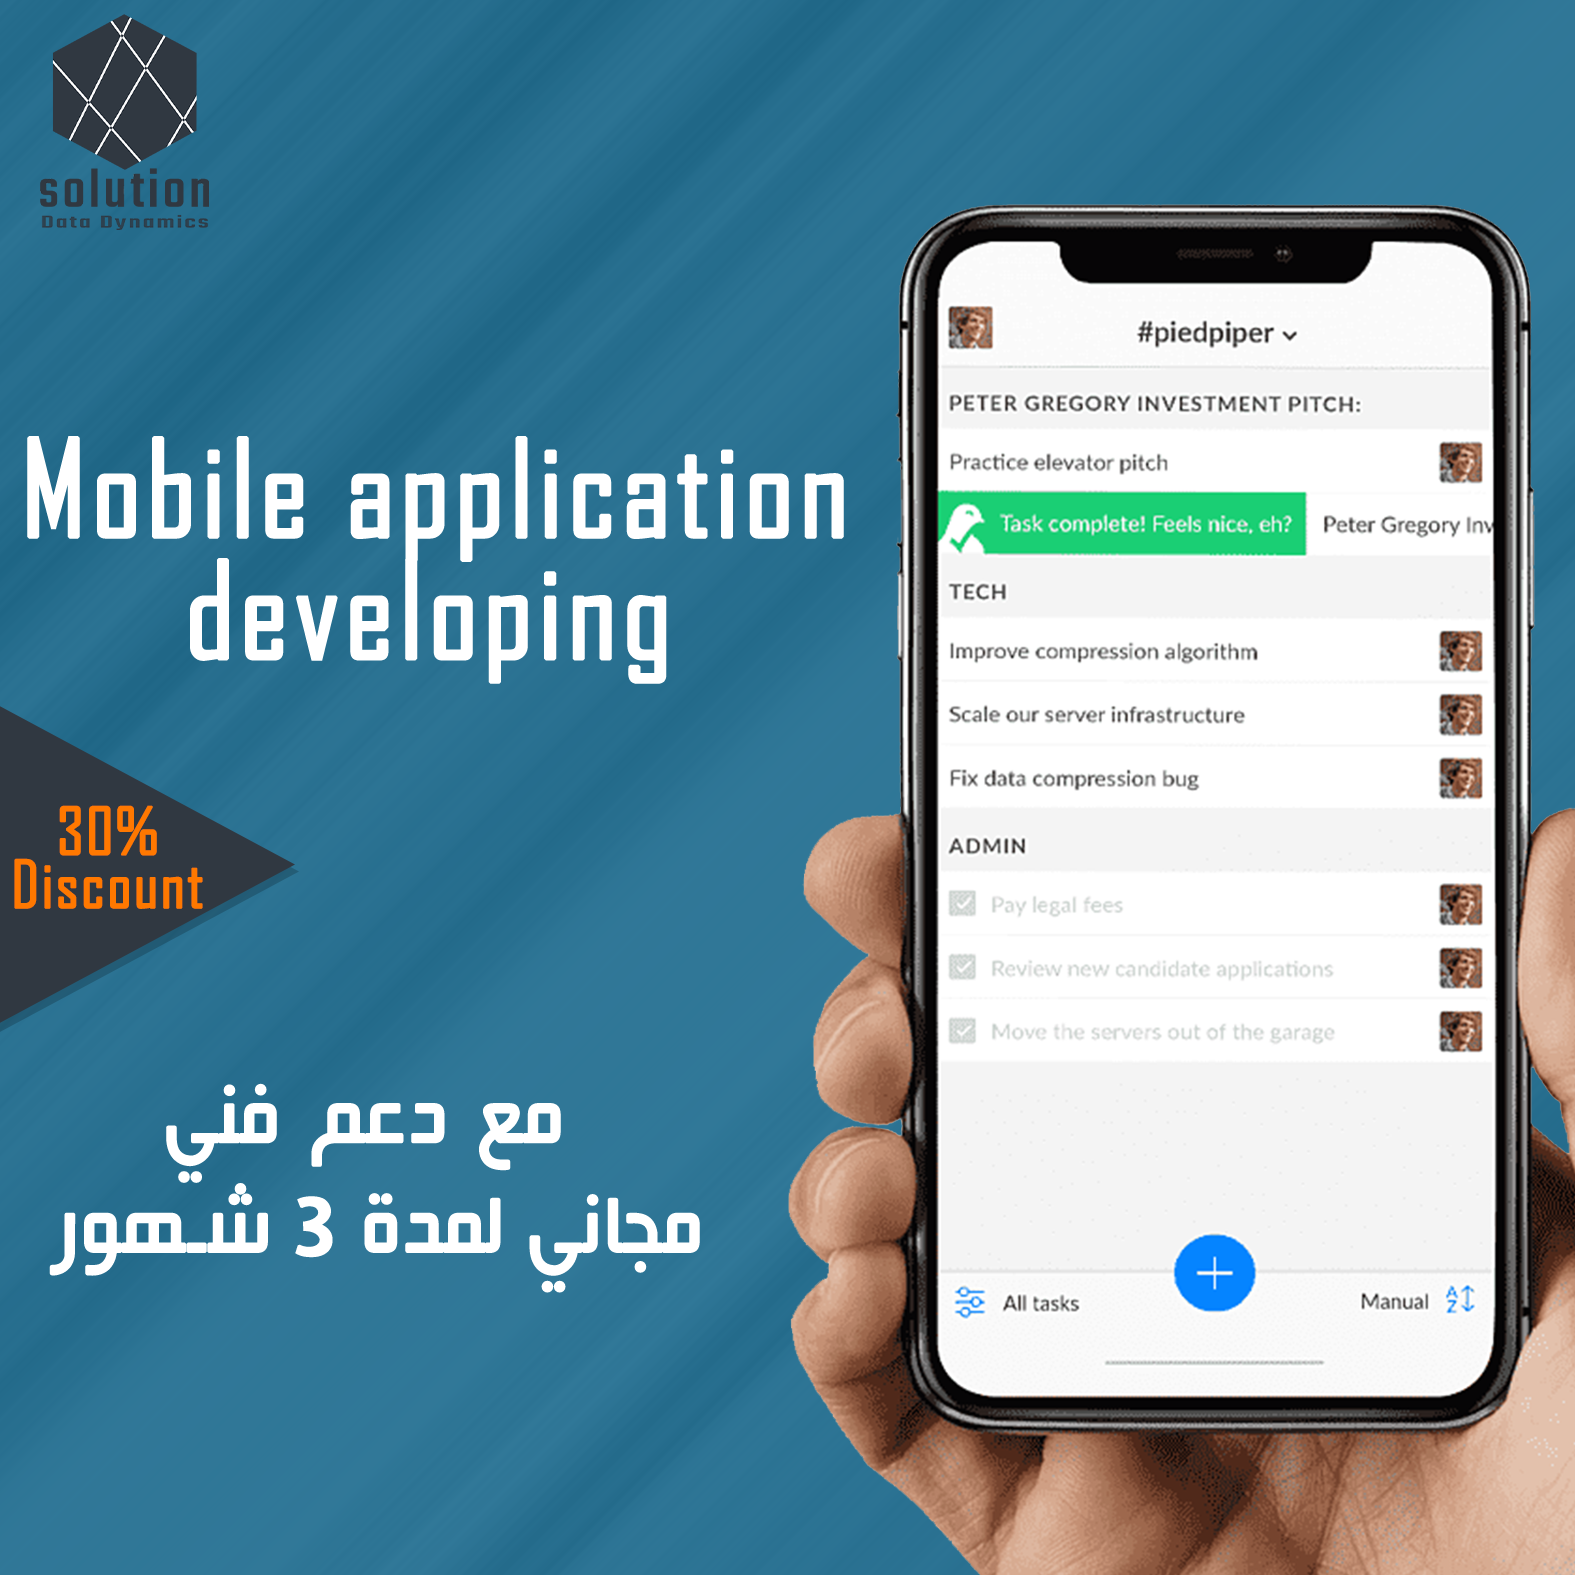 solution
Data Dynamics
Mobile application
developing
30%
Discount
مع دعم فني
مجاني لمدة 3 شهور
#piedpiper
PETER GREGORY INVESTMENT PITCH:
Practice elevator pitch
Task complete! Feels nice, eh? Peter Gregory Inv
TECH
Improve compression algorithm
Scale our server infrastructure
Fix data compression bug
ADMIN
Pay legal fees
Review new candidate applications
Move the servers out of the garage
All tasks
Manual
AZ